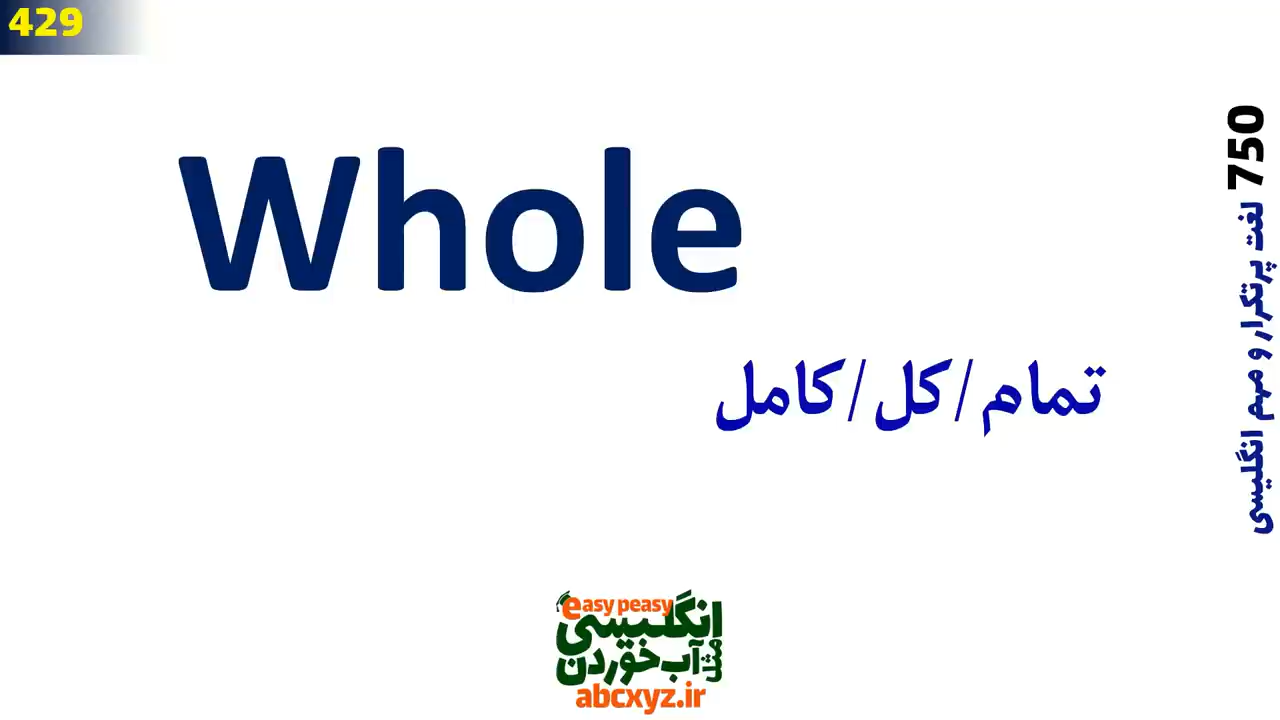 429
Whole
تمام/کل/کامل
750 لغت پرتکرار و مهم انگلیسی
easy peasy
انگلیسی
مثل آب خوردن
abcxyz.ir